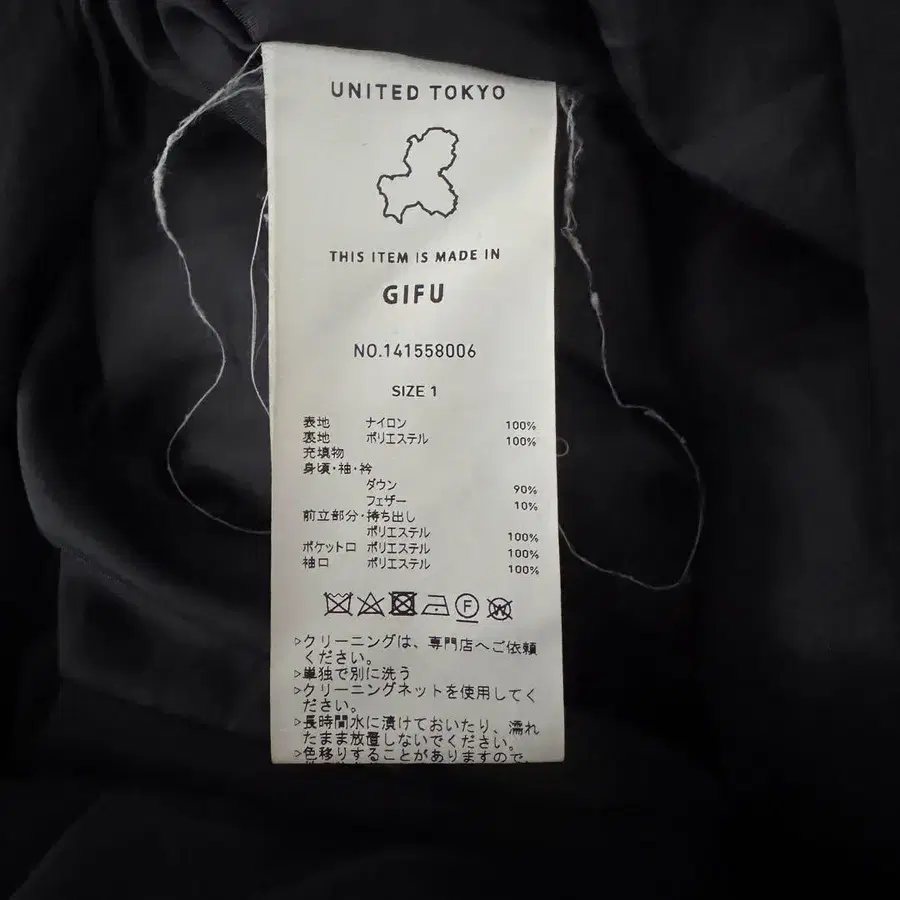 UNITED TOKYO
THIS ITEM IS MADE IN
GIFU
NO.141558006
SIZE 1
表地 ナイロン 100%
裏地 ポリエステル 100%
充填物
身頃・袖・衿
ダウン 90%
フェザー 10%
前立部分・持ち出し
ポリエステル 100%
ポケット口 ポリエステル 100%
袖口 ポリエステル 100%
F W
▷クリーニングは、専門店へご依頼
ください。
▷単独で別に洗う
▷クリーニングネットを使用してく
ださい。
▷長時間水に漬けておいたり、濡れ
たまま放置しないでください。
▷色移りすることがありますので、